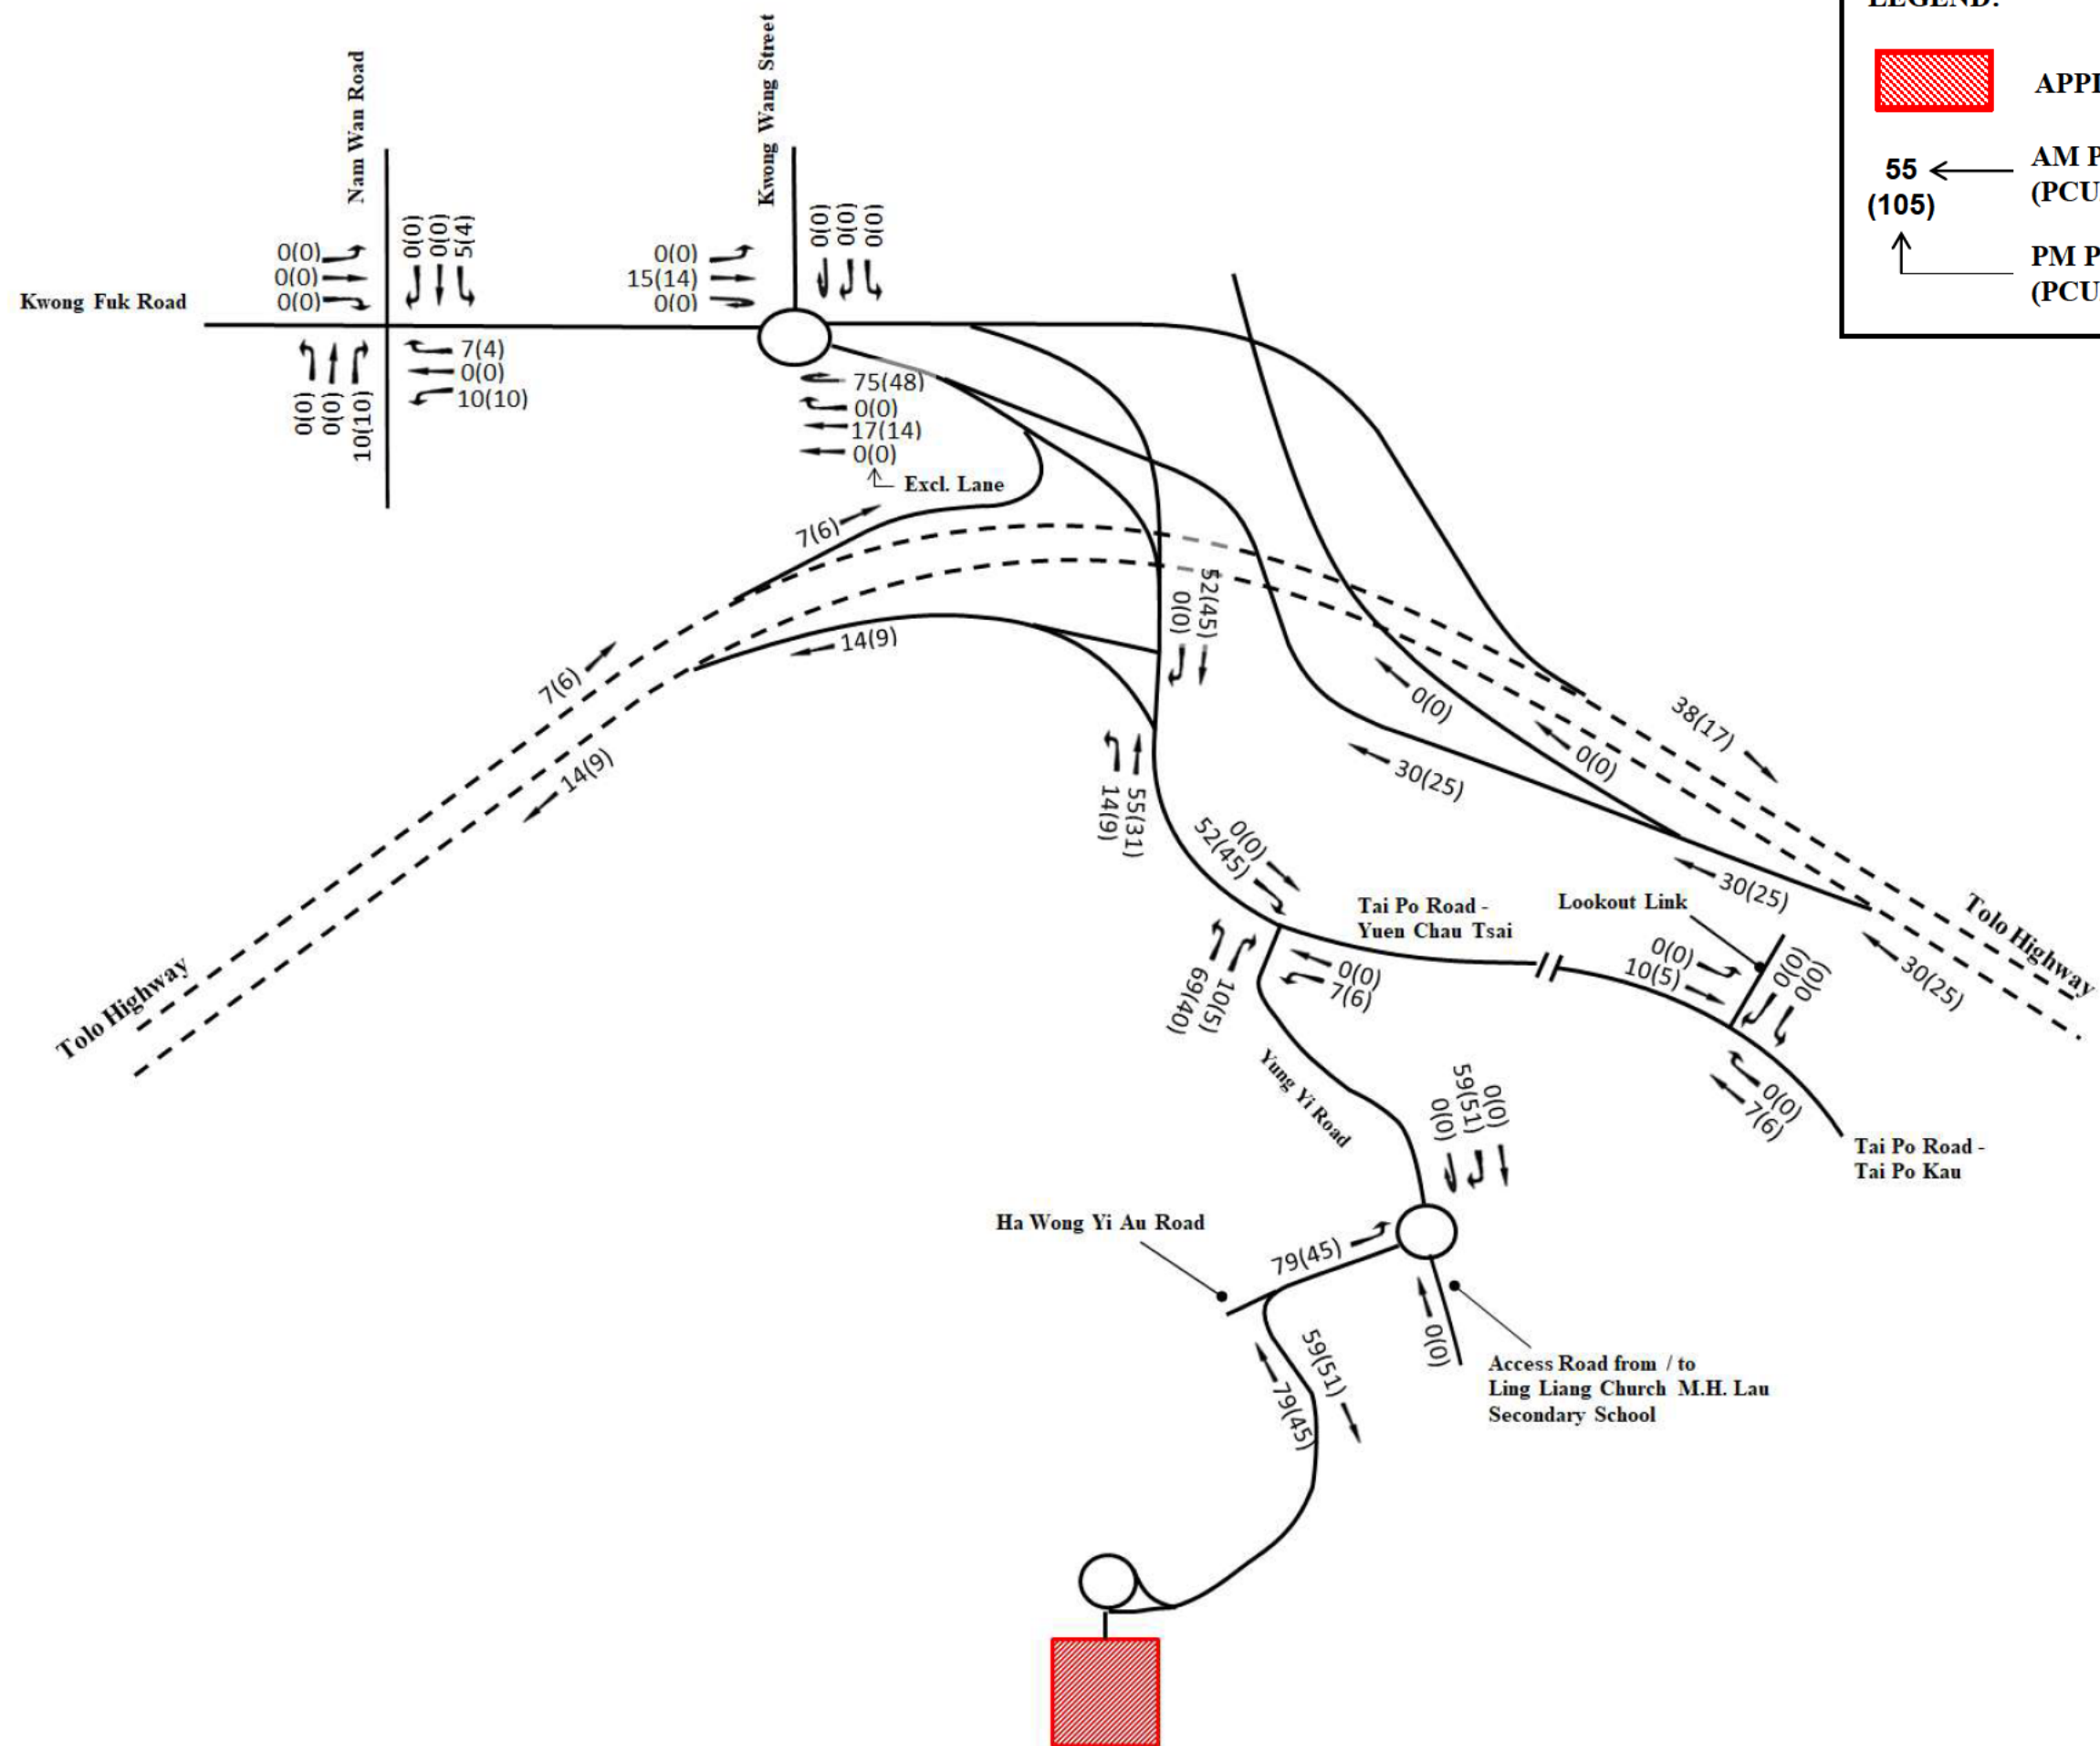 LEGEND:
APPL
55
(105)
AM P
(PCU
PM P
(PCU
Nam Wan Road
Kwong Wang Street
Kwong Fuk Road
0(0)
0(0)
0(0)
0(0)
0(0)
5(4)
7(4)
0(0)
10(10)
0(0)
0(0)
10(10)
0(0)
15(14)
0(0)
0(0)
0(0)
0(0)
75(48)
0(0)
17(14)
0(0)
Excl. Lane
7(6)
7(6)
14(9)
14(9)
52(45)
0(0)
14(9)
55(31)
0(0)
0(0)
30(25)
38(17)
30(25)
30(25)
Tolo Highway
Tolo Highway
0(0)
52(45)
Tai Po Road -
Yuen Chau Tsai
Lookout Link
69(40)
10(5)
0(0)
7(6)
0(0)
10(5)
0(0)
0(0)
0(0)
7(6)
Tai Po Road -
Tai Po Kau
Yung Yi Road
0(0)
59(51)
0(0)
Ha Wong Yi Au Road
79(45)
0(0)
59(51)
79(45)
Access Road from / to
Ling Liang Church M.H. Lau
Secondary School